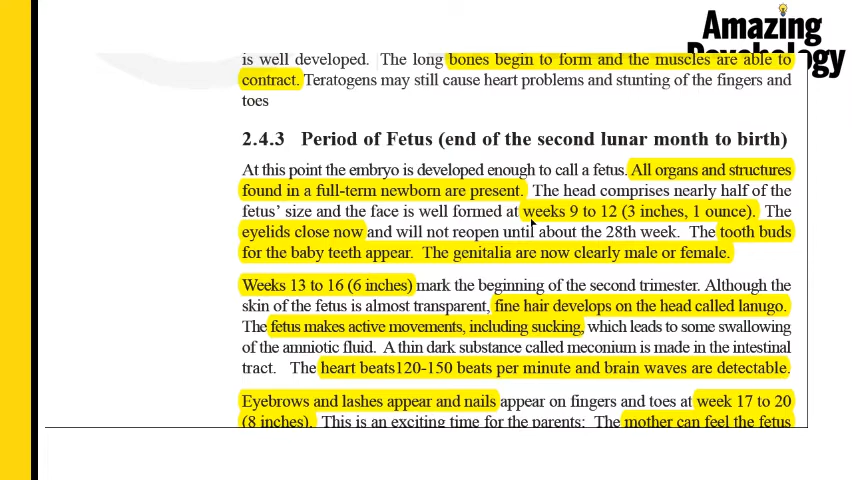 Amazing
Psychology
is well developed. The long bones begin to form and the muscles are able to
contract. Teratogens may still cause heart problems and stunting of the fingers and
toes
2.4.3 Period of Fetus (end of the second lunar month to birth)
At this point the embryo is developed enough to call a fetus. All organs and structures
found in a full-term newborn are present. The head comprises nearly half of the
fetus' size and the face is well formed at weeks 9 to 12 (3 inches, 1 ounce). The
eyelids close now and will not reopen until about the 28th week. The tooth buds
for the baby teeth appear. The genitalia are now clearly male or female.
Weeks 13 to 16 (6 inches) mark the beginning of the second trimester. Although the
skin of the fetus is almost transparent, fine hair develops on the head called lanugo.
The fetus makes active movements, including sucking, which leads to some swallowing
of the amniotic fluid. A thin dark substance called meconium is made in the intestinal
tract. The heart beats120-150 beats per minute and brain waves are detectable.
Eyebrows and lashes appear and nails appear on fingers and toes at week 17 to 20
(8 inches). This is an exciting time for the parents: The mother can feel the fetus